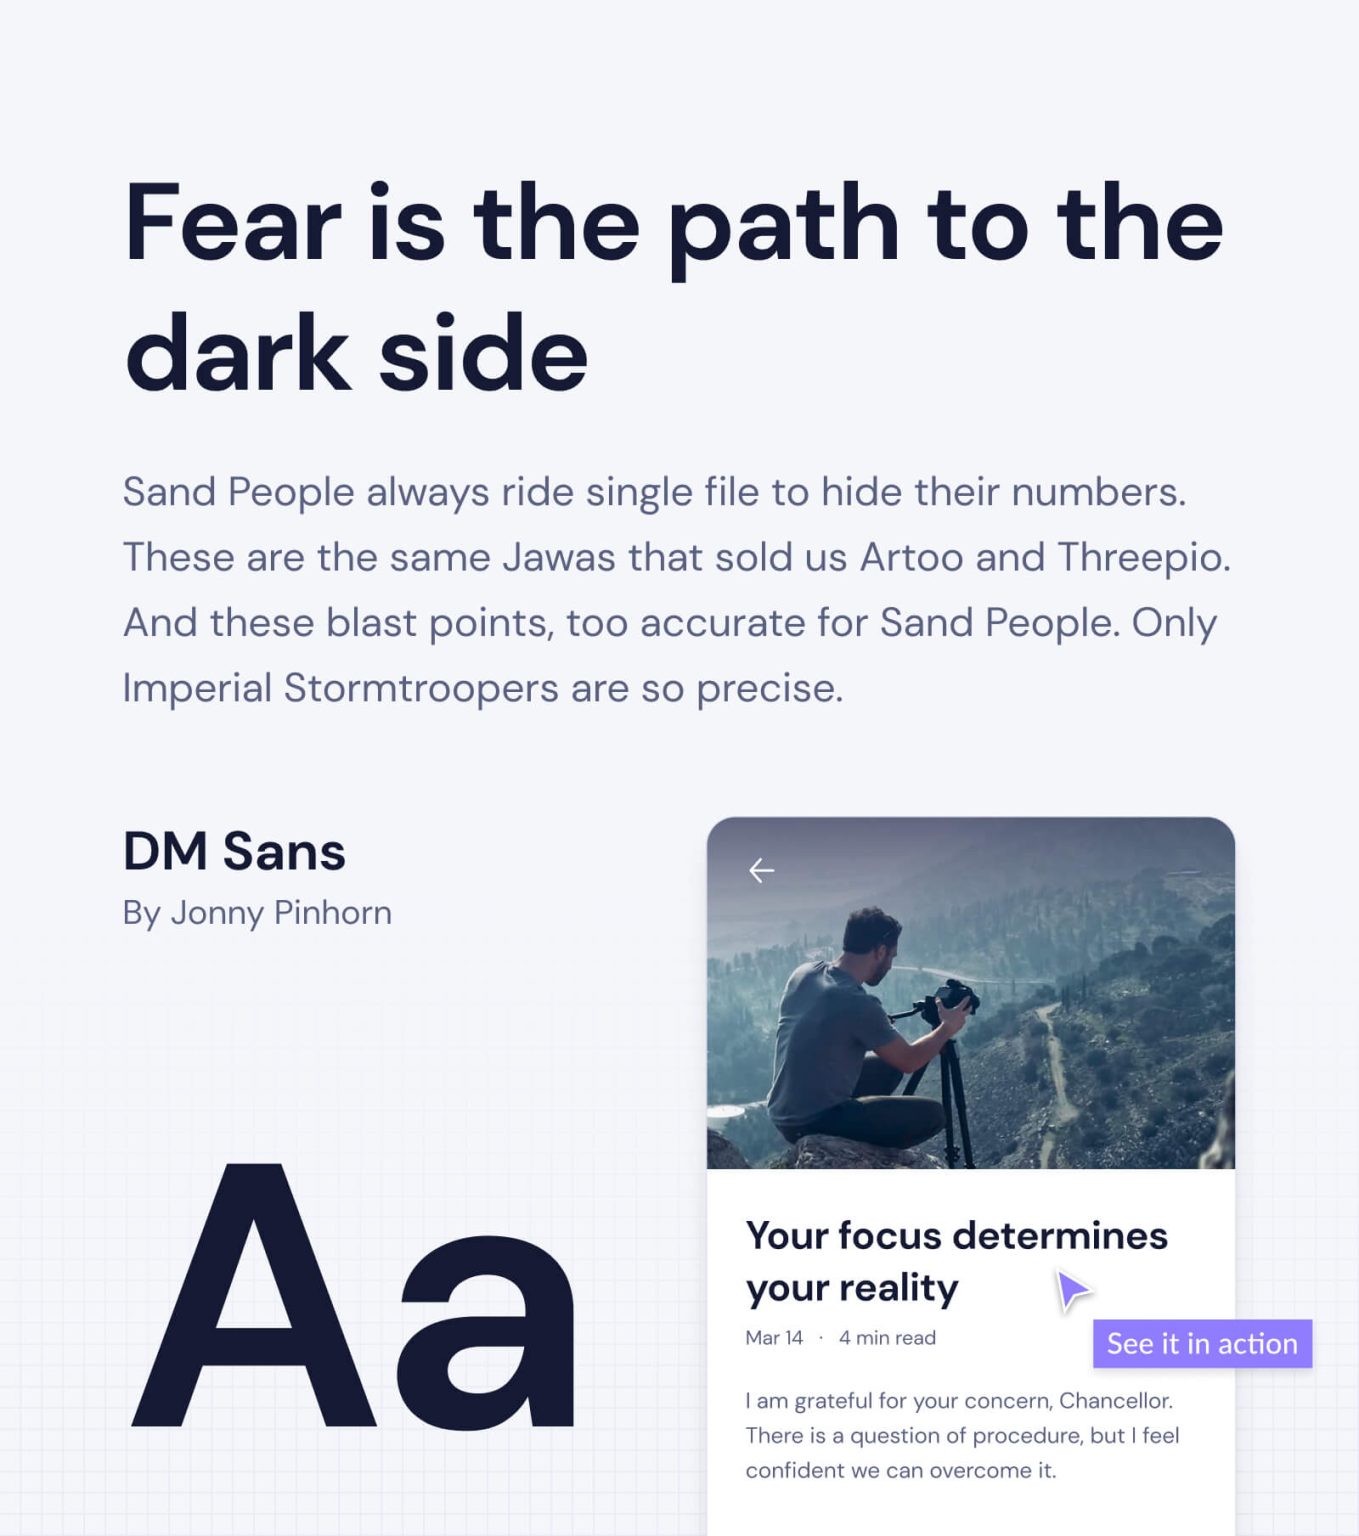 Fear is the path to the
dark side
Sand People always ride single file to hide their numbers.
These are the same Jawas that sold us Artoo and Threepio.
And these blast points, too accurate for Sand People. Only
Imperial Stormtroopers are so precise.
DM Sans
By Jonny Pinhorn
Aa
Your focus determines
your reality
Mar 14 · 4 min read
See it in action
I am grateful for your concern, Chancellor.
There is a question of procedure, but I feel
confident we can overcome it.